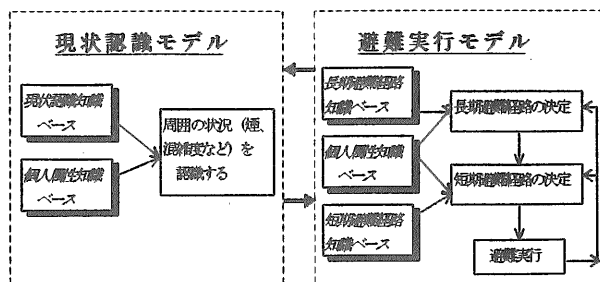 現状認識モデル
現状認識知識
ベース
個人属性知識
ベース
周囲の状況（煙、
混雑度など）を
認識する
避難実行モデル
長期避難経路
知識ベース
個人属性知識
ベース
短期避難経路
知識ベース
長期避難経路の決定
短期避難経路の決定
避難実行